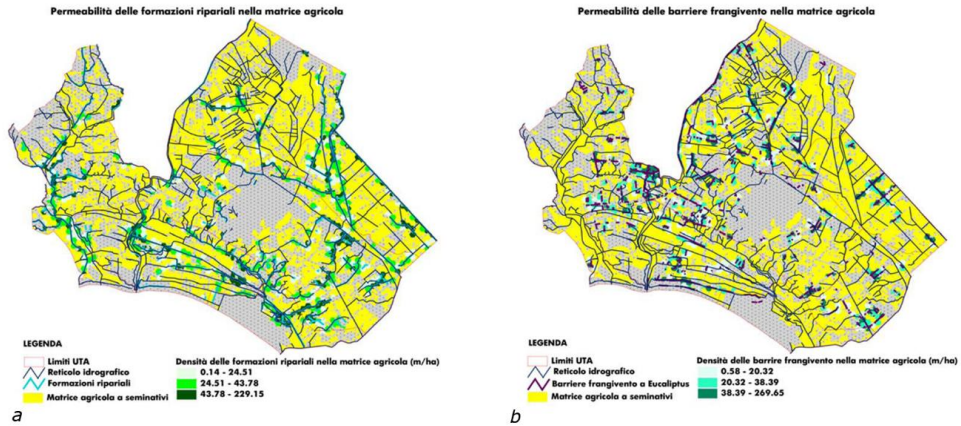 Permeabilità delle formazioni ripariali nella matrice agricola
LEGENDA
Limiti UTA
Reticolo idrografico
Formazioni ripariali
Matrice agricola a seminativi
Densità delle formazioni ripariali nella matrice agricola (m/ha)
0.14 - 24.51
24.51 - 43.78
43.78 - 229.15
a
Permeabilità delle barriere frangivento nella matrice agricola
LEGENDA
Limiti UTA
Reticolo idrografico
Barriere frangivento a Eucaliptus
Matrice agricola a seminativi
Densità delle barrire frangivento nella matrice agricola (m/ha)
0.58 - 20.32
20.32 - 38.39
38.39 - 269.65
b